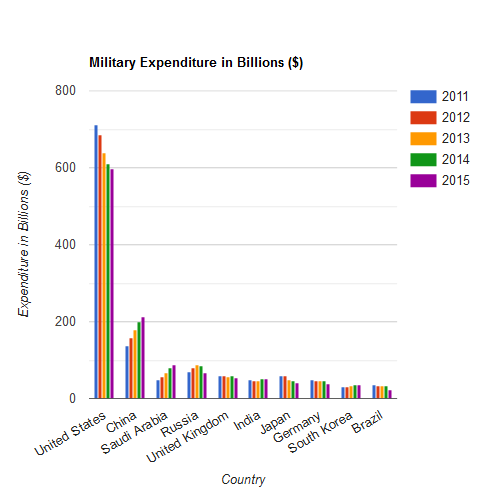 Military Expenditure in Billions ($)
800
600
400
200
0
Expenditure in Billions ($)
United States
China
Saudi Arabia
Russia
United Kingdom
India
Japan
Germany
South Korea
Brazil
Country
2011
2012
2013
2014
2015